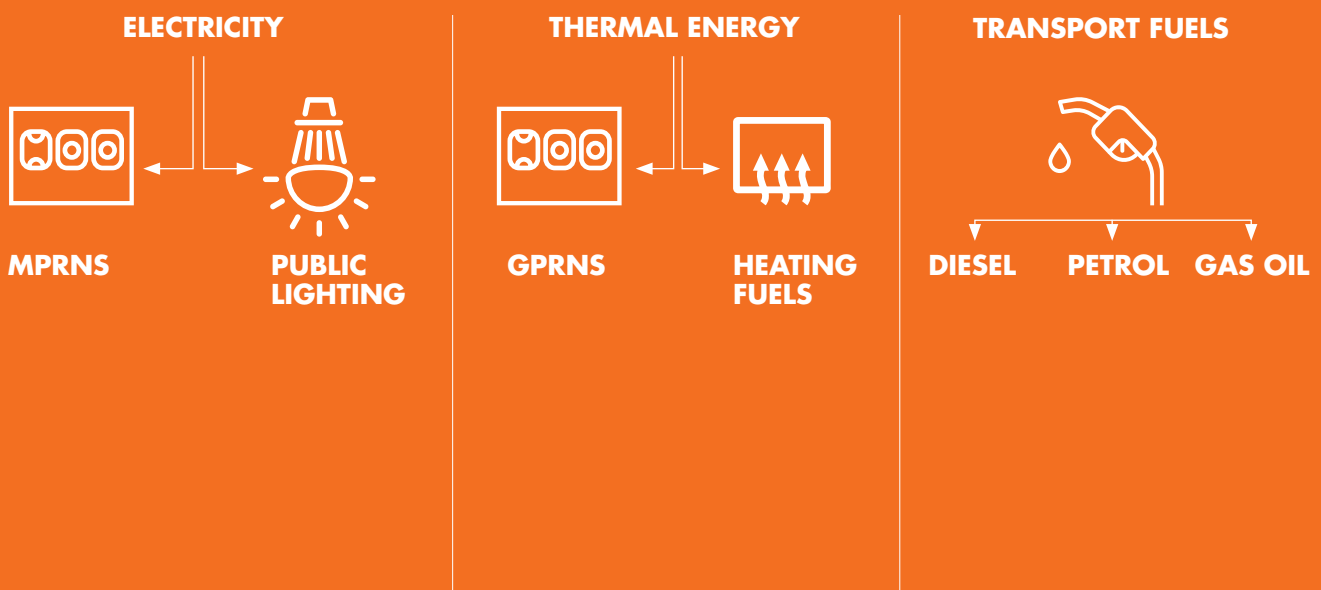 ELECTRICITY
MPRNS
PUBLIC
LIGHTING
THERMAL ENERGY
GPRNS
HEATING
FUELS
TRANSPORT FUELS
DIESEL
PETROL
GAS OIL